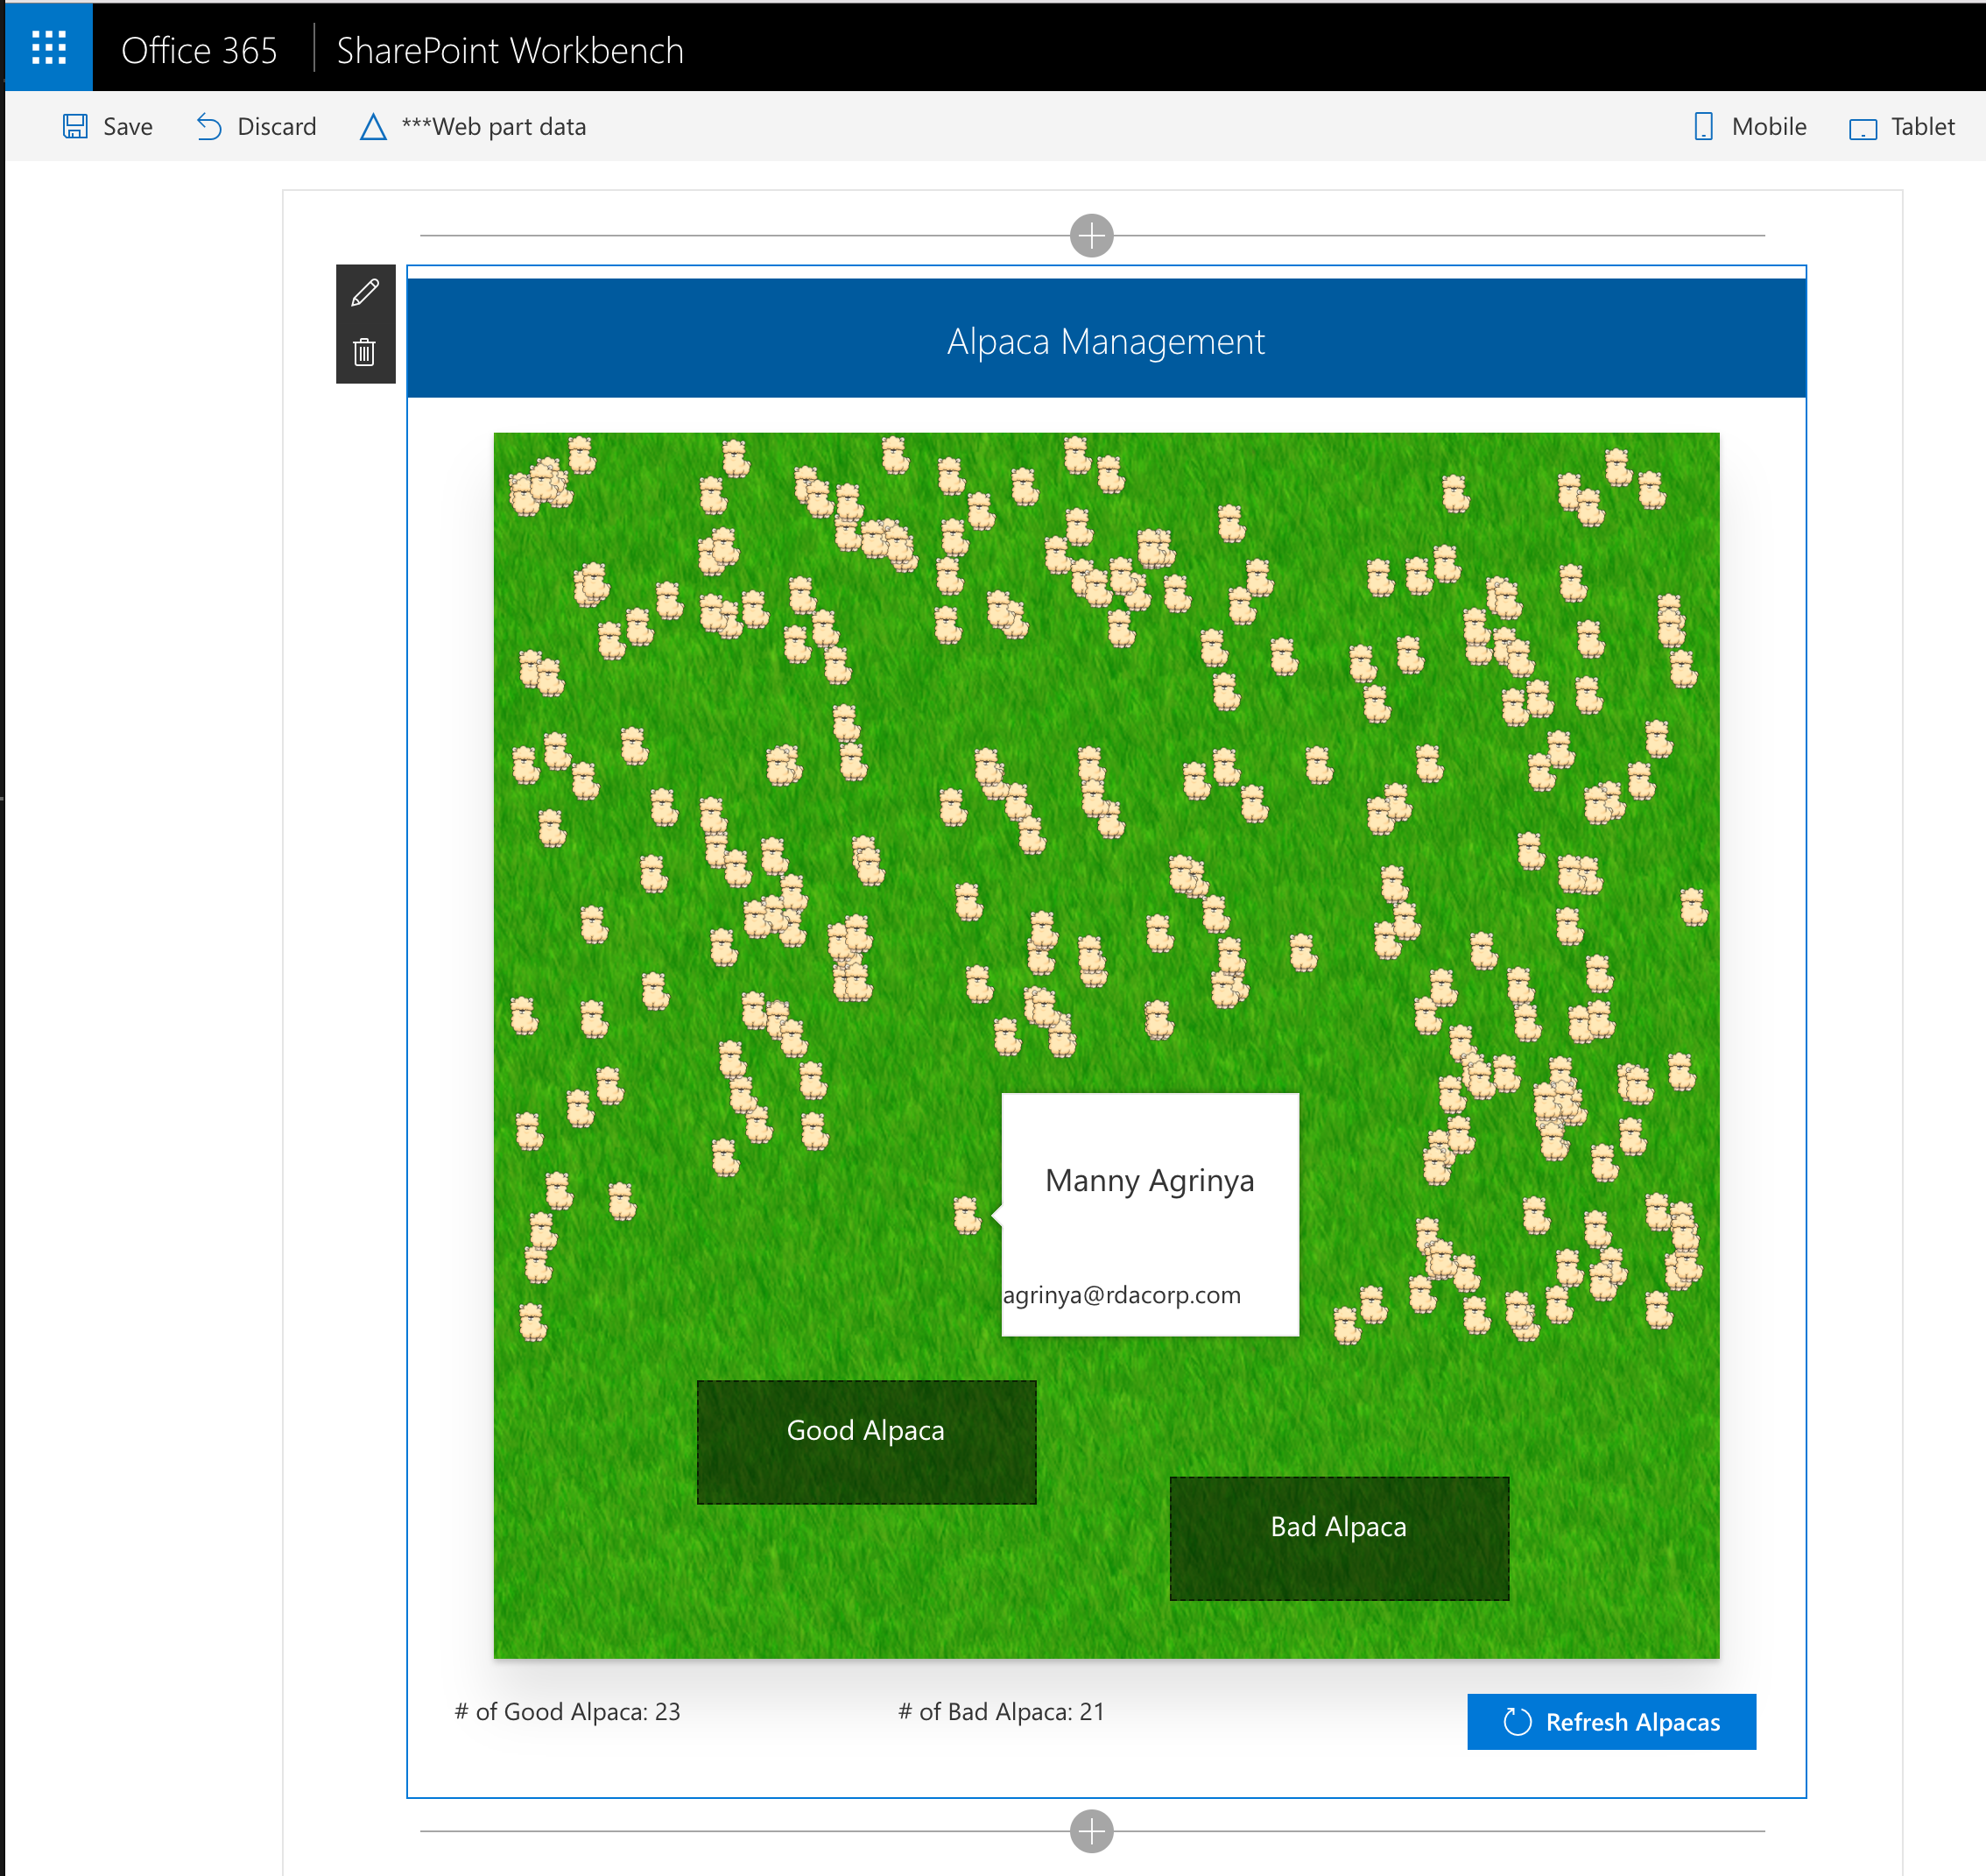 Office 365 SharePoint Workbench
Save Discard ***Web part data Mobile Tablet
Alpaca Management
Manny Agrinya
agrinya@rdacorp.com
Good Alpaca
Bad Alpaca
# of Good Alpaca: 23 # of Bad Alpaca: 21 Refresh Alpacas